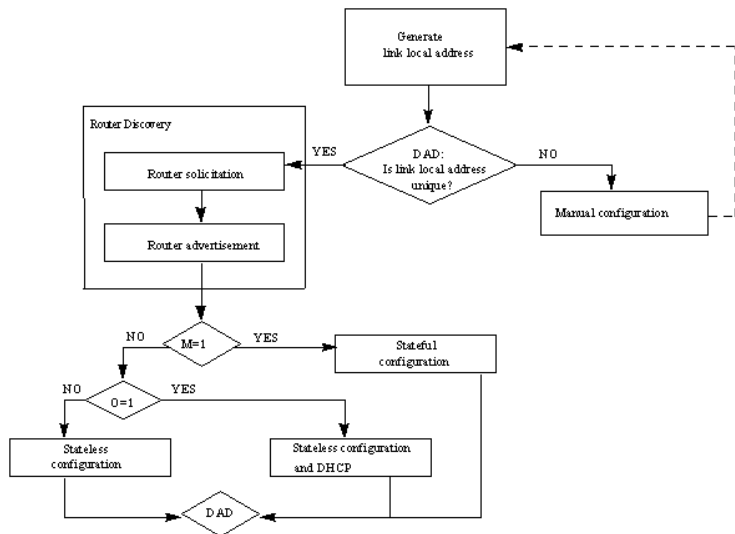 Generate
link local address
Router Discovery
YES
DAD:
Is link local address
unique?
NO
Router solicitation
Manual configuration
Router advertisement
NO
M=1
YES
Stateful
configuration
NO
O=1
YES
Stateless
configuration
Stateless configuration
and DHCP
DAD